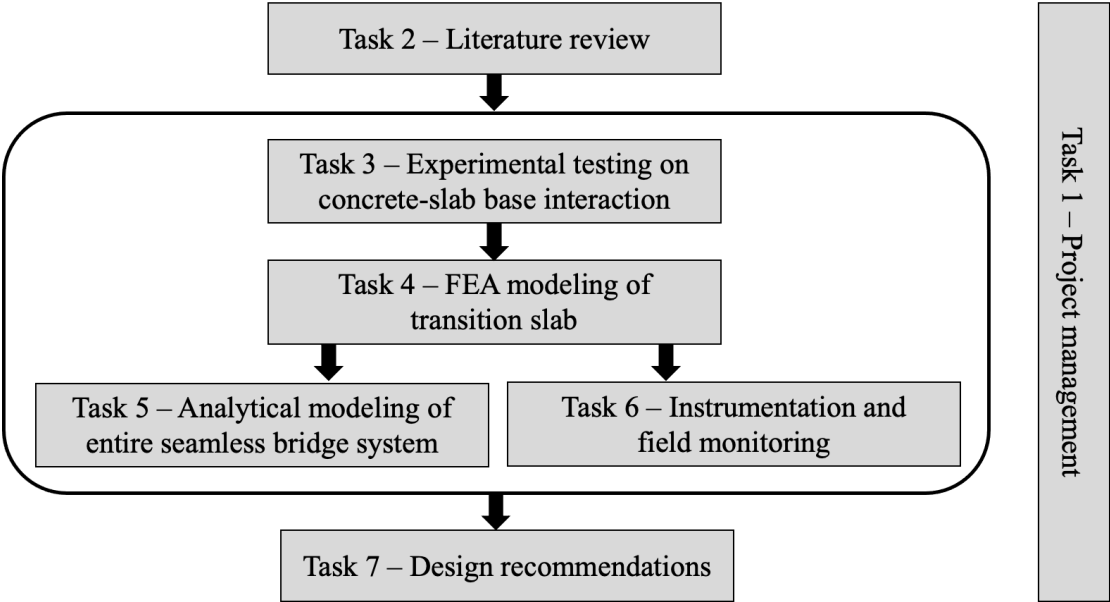 Task 2 – Literature review
Task 3 – Experimental testing on
concrete-slab base interaction
Task 4 – FEA modeling of
transition slab
Task 5 – Analytical modeling of
entire seamless bridge system
Task 6 – Instrumentation and
field monitoring
Task 7 – Design recommendations
Task 1 – Project management